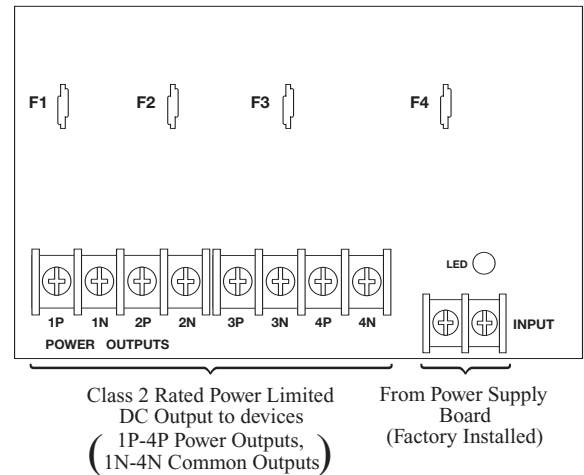 F1 F2 F3 F4
LED
1P 1N 2P 2N 3P 3N 4P 4N
POWER OUTPUTS
INPUT
Class 2 Rated Power Limited
DC Output to devices
( 1P-4P Power Outputs,
1N-4N Common Outputs )
From Power Supply
Board
(Factory Installed)